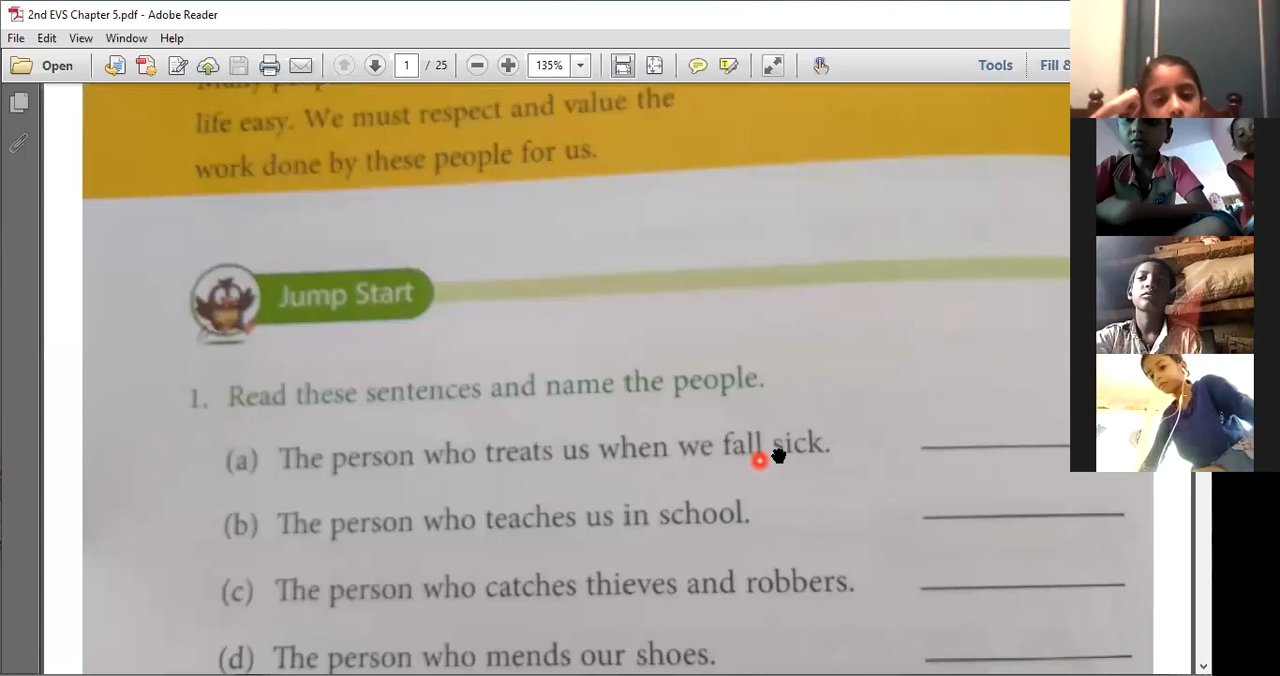 2nd EVS Chapter 5.pdf - Adobe Reader
File Edit View Window Help
Open 1 / 25 135% Tools Fill &
life easy. We must respect and value the
work done by these people for us.
Jump Start
1. Read these sentences and name the people.
(a) The person who treats us when we fall sick.
(b) The person who teaches us in school.
(c) The person who catches thieves and robbers.
(d) The person who mends our shoes.